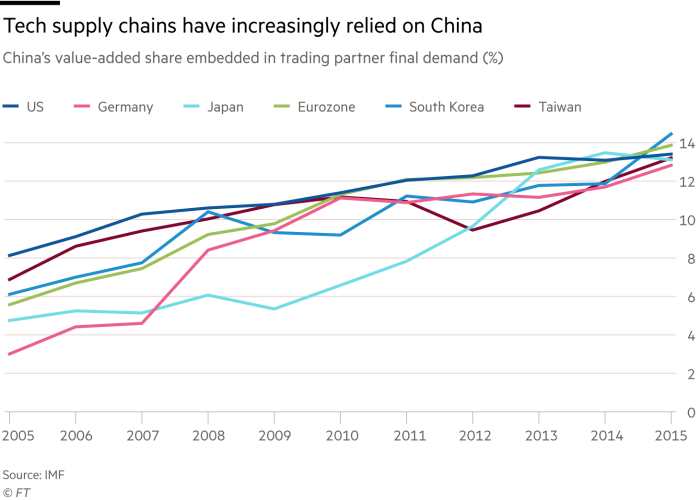 Tech supply chains have increasingly relied on China
China's value-added share embedded in trading partner final demand (%)
US Germany Japan Eurozone South Korea Taiwan
14
12
10
8
6
4
2
0
2005 2006 2007 2008 2009 2010 2011 2012 2013 2014 2015
Source: IMF
© FT